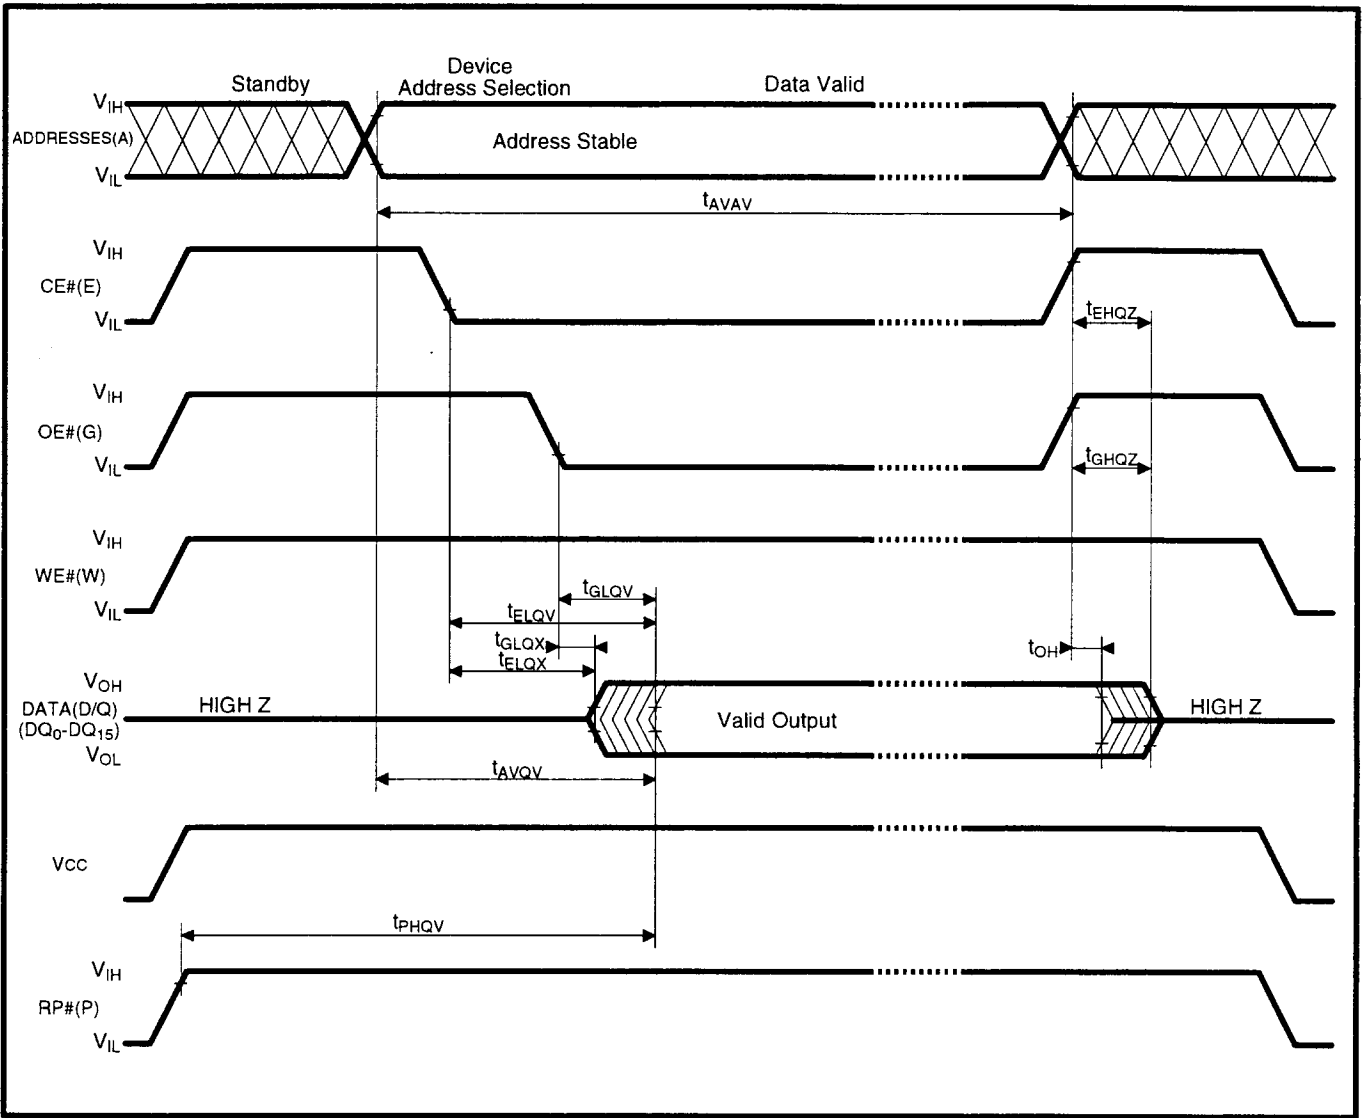 Standby
Device
Address Selection
Data Valid
VIH
ADDRESSES(A)
Address Stable
VIL
tAVAV
VIH
CE#(E)
VIL
tEHQZ
VIH
OE#(G)
VIL
tGHQZ
VIH
WE#(W)
VIL
tGLQV
tELQV
tGLQX
tELQX
tOH
VOH
DATA(D/Q)
(DQ0-DQ15)
VOL
HIGH Z
Valid Output
HIGH Z
tAVQV
VCC
tPHQV
VIH
RP#(P)
VIL